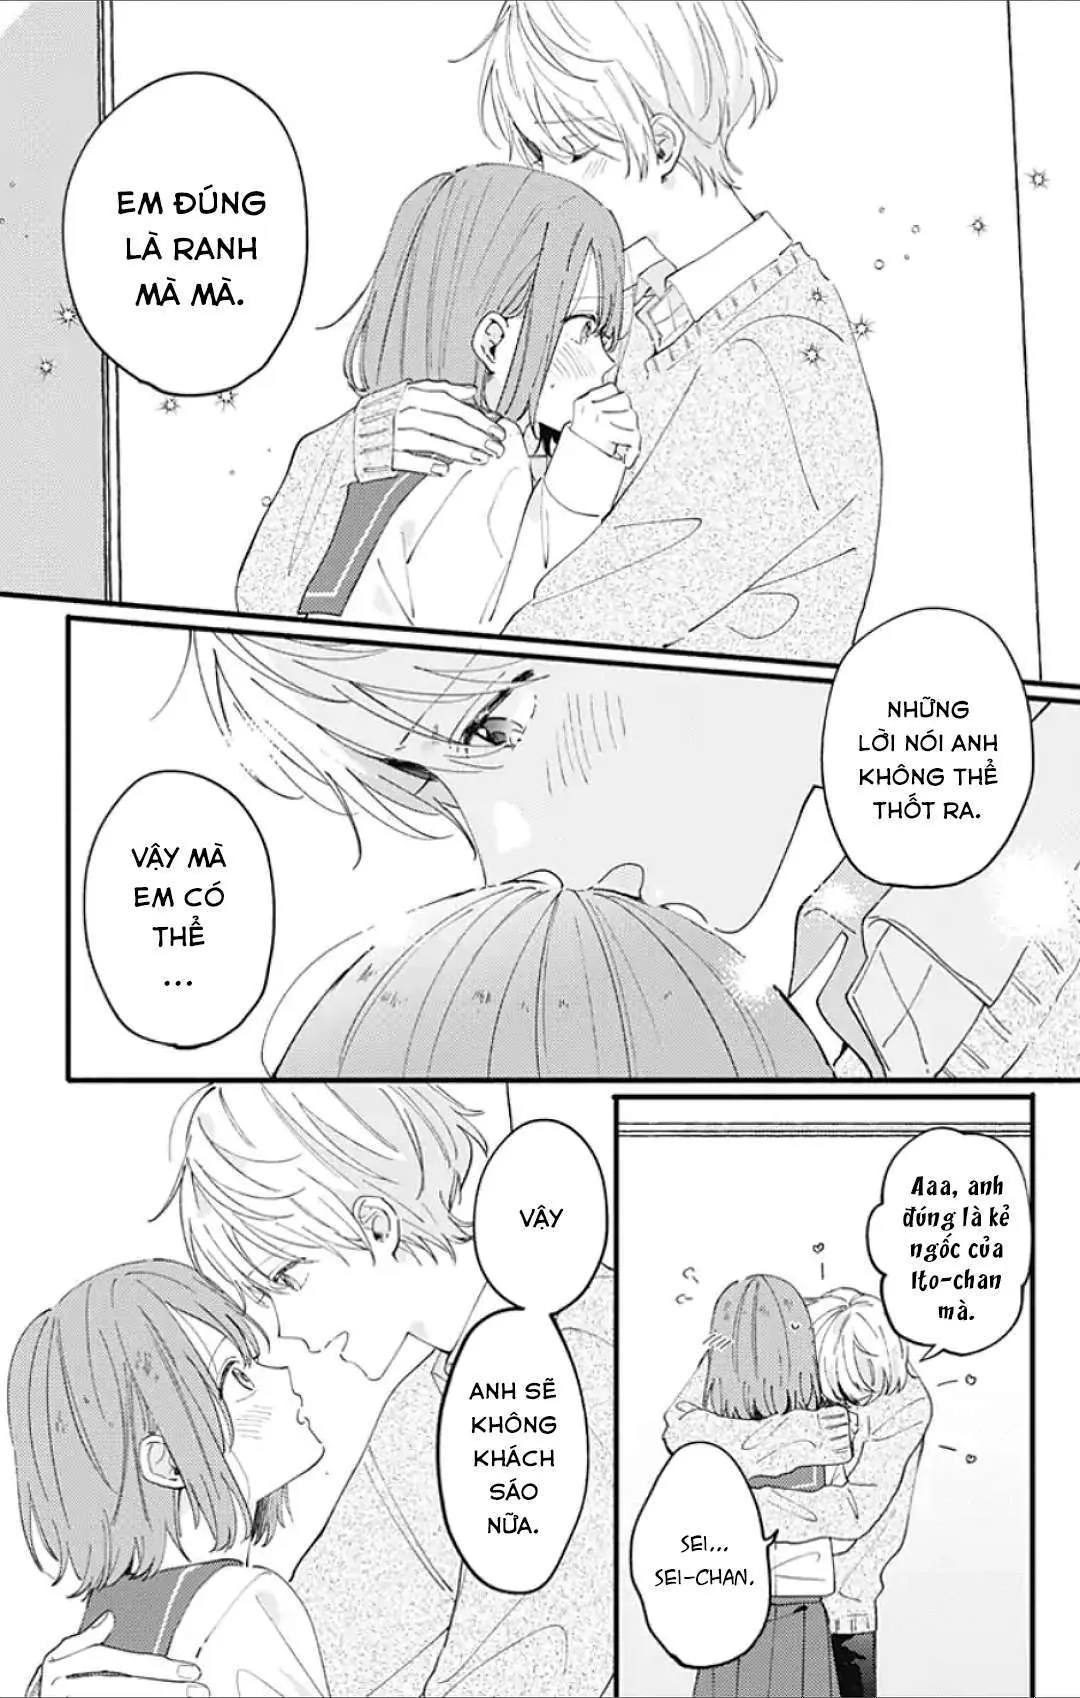 EM ĐÚNG
LÀ RANH
MÀ MÀ.
NHỮNG
LỜI NÓI ANH
KHÔNG THỂ
THỐT RA.
VẬY MÀ
EM CÓ
THỂ
...
Aaa, anh
đúng là kẻ
ngốc của
Ito-chan
mà.
SEI...
SEI-CHAN.
VẬY
ANH SẼ
KHÔNG
KHÁCH
SÁO
NỮA.